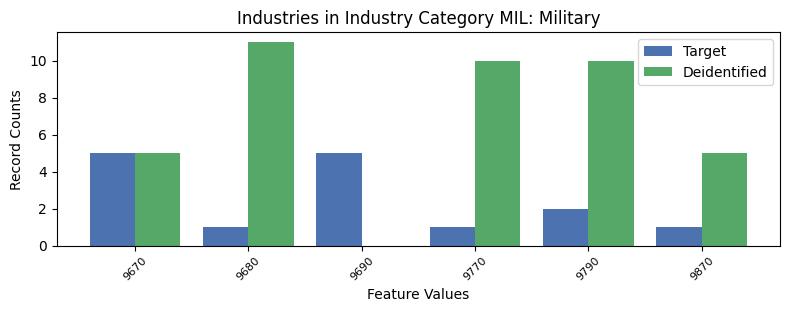 Industries in Industry Category MIL: Military
Target
Deidentified
Record Counts
10
8
6
4
2
0
9670
9680
9690
9770
9790
9870
Feature Values